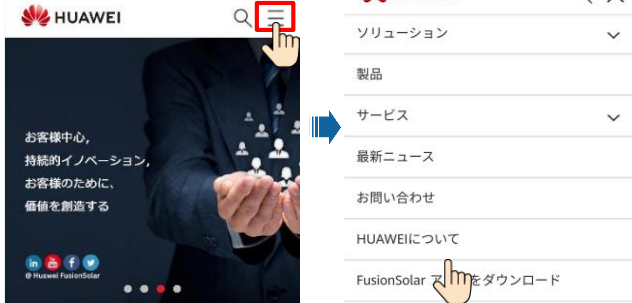 HUAWEI
お客様中心,
持続的イノベーション,
お客様のために、
価値を創造する
@ Huawei FusionSolar
ソリューション
製品
サービス
最新ニュース
お問い合わせ
HUAWEIについて
FusionSolar ア をダウンロード